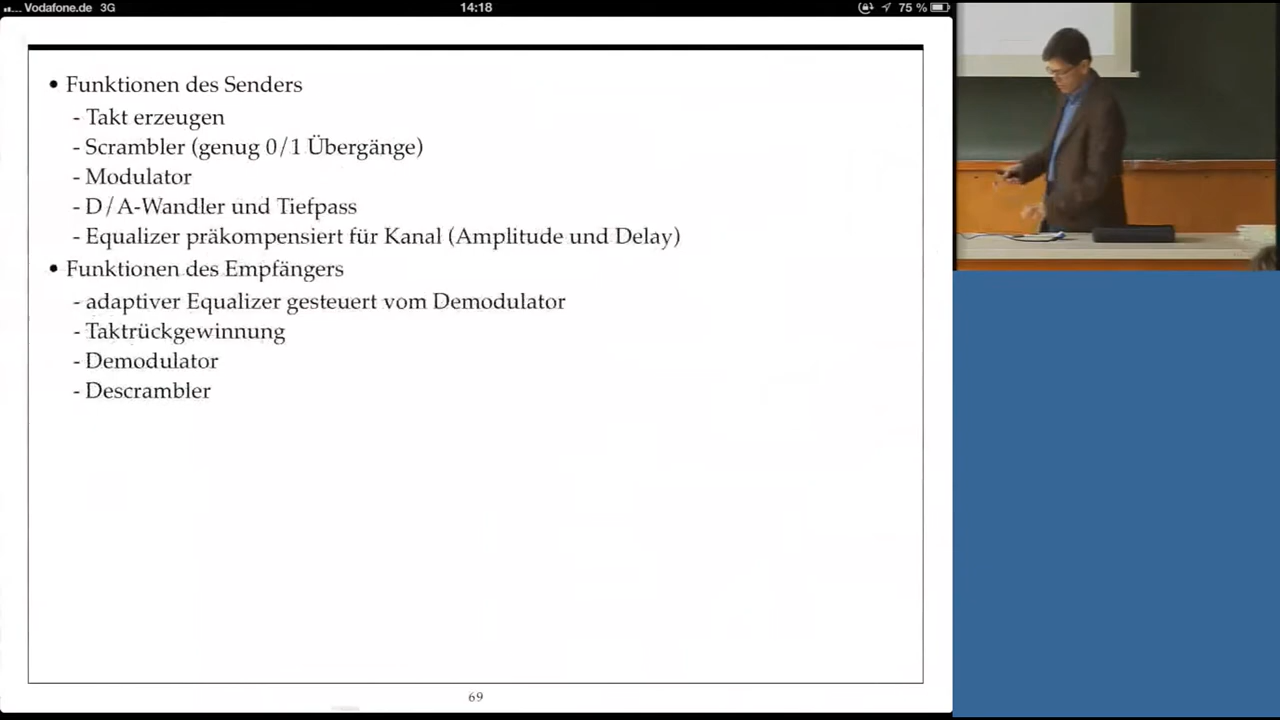 Vodafone.de 3G 14:18 75 %
• Funktionen des Senders
- Takt erzeugen
- Scrambler (genug 0/1 Übergänge)
- Modulator
- D/A-Wandler und Tiefpass
- Equalizer präkompensiert für Kanal (Amplitude und Delay)
• Funktionen des Empfängers
- adaptiver Equalizer gesteuert vom Demodulator
- Taktrückgewinnung
- Demodulator
- Descrambler
69